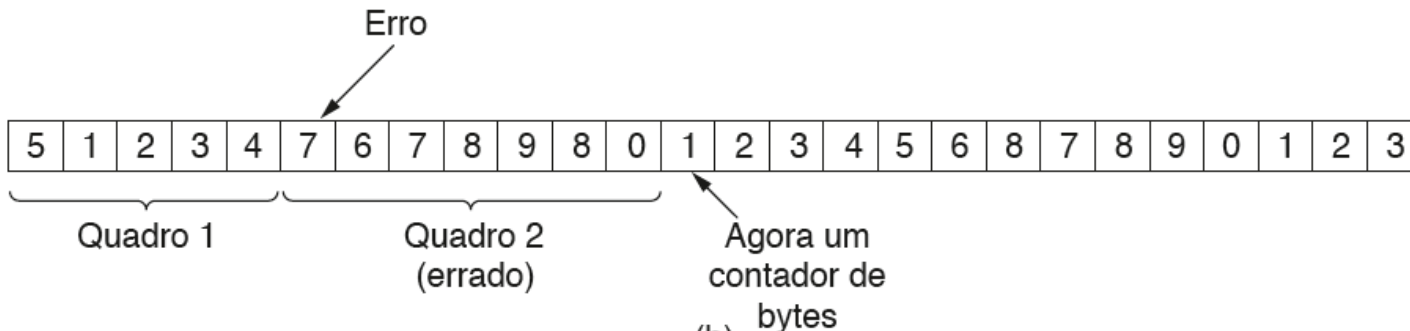 Erro
5 1 2 3 4 7 6 7 8 9 8 0 1 2 3 4 5 6 8 7 8 9 0 1 2 3
Quadro 1
Quadro 2
(errado)
Agora um
contador de
bytes